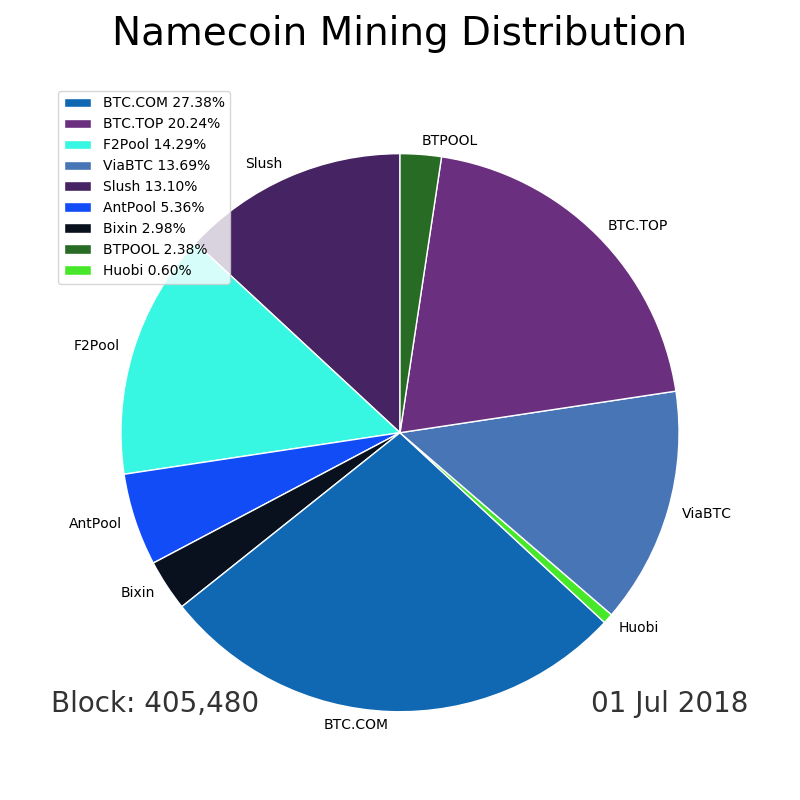 Namecoin Mining Distribution
BTC.COM 27.38%
BTC.TOP 20.24%
F2Pool 14.29%
ViaBTC 13.69%
Slush 13.10%
AntPool 5.36%
Bixin 2.98%
BTPOOL 2.38%
Huobi 0.60%
BTPOOL
Slush
BTC.TOP
F2Pool
ViaBTC
AntPool
Bixin
Huobi
BTC.COM
Block: 405,480
01 Jul 2018